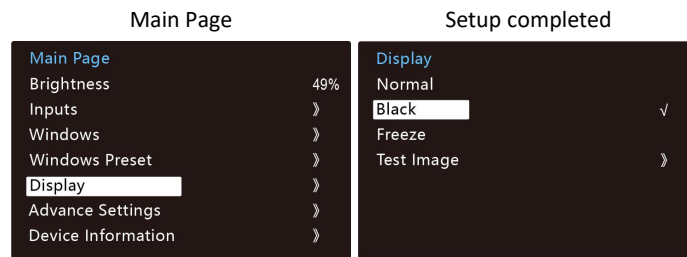 Main Page
Main Page
Brightness 49%
Inputs 》
Windows 》
Windows Preset 》
Display 》
Advance Settings 》
Device Information 》
Setup completed
Display
Normal
Black √
Freeze
Test Image 》